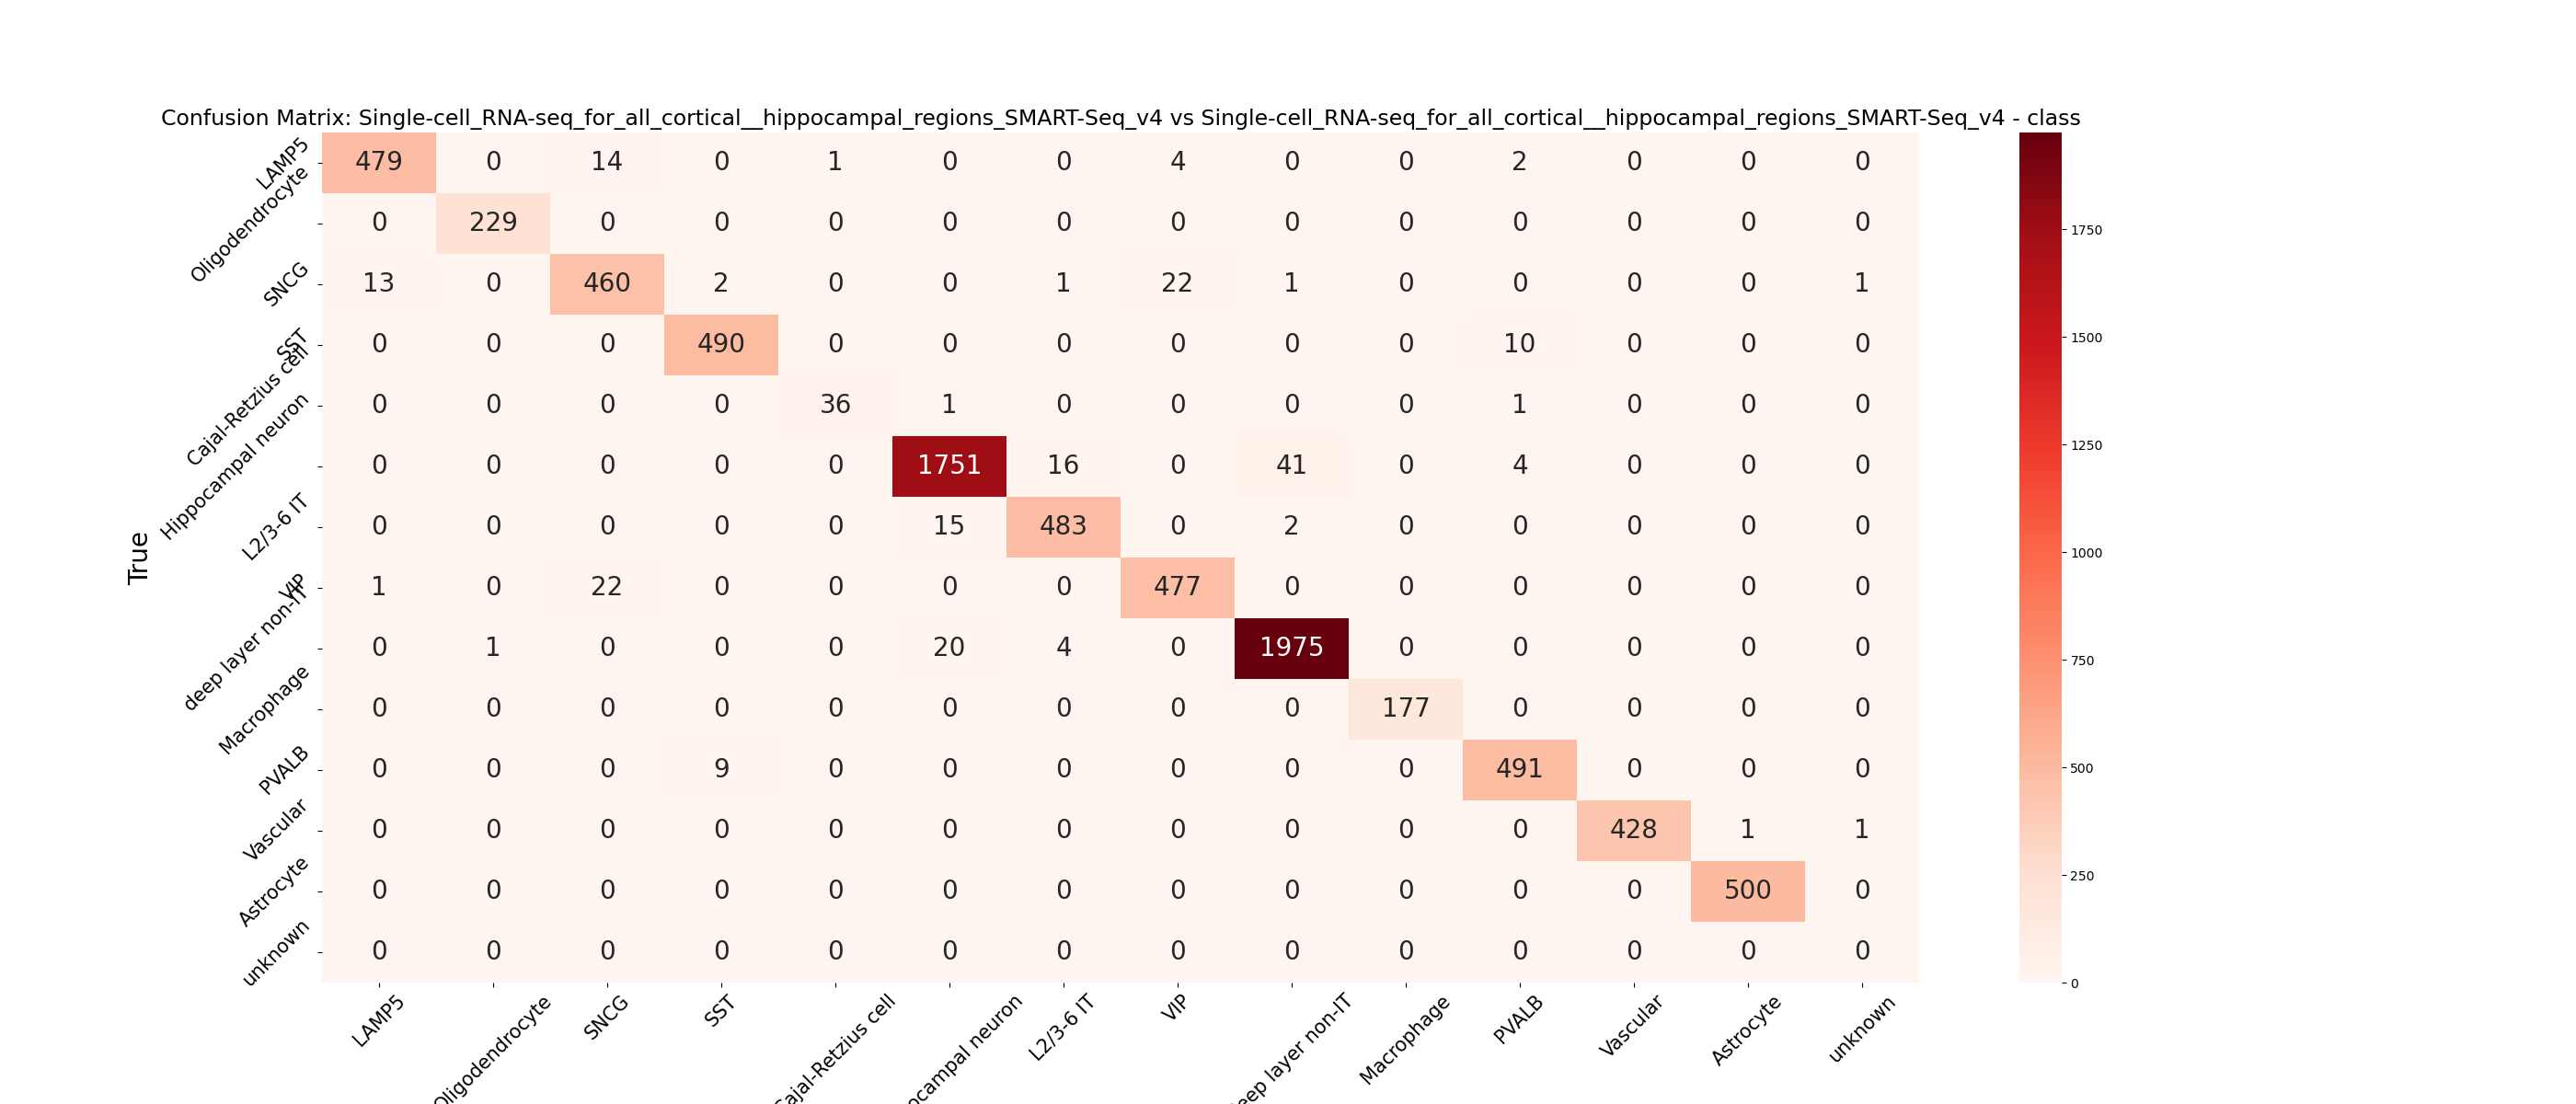 Confusion Matrix: Single-cell_RNA-seq_for_all_cortical__hippocampal_regions_SMART-Seq_v4 vs Single-cell_RNA-seq_for_all_cortical__hippocampal_regions_SMART-Seq_v4 - class
True
LAMP5 479 0 14 0 1 0 0 4 0 0 2 0 0 0
Oligodendrocyte 0 229 0 0 0 0 0 0 0 0 0 0 0 0
SNCG 13 0 460 2 0 0 1 22 1 0 0 0 0 1
SST 0 0 0 490 0 0 0 0 0 0 10 0 0 0
Cajal-Retzius cell 0 0 0 0 36 1 0 0 0 0 1 0 0 0
Hippocampal neuron 0 0 0 0 0 1751 16 0 41 0 4 0 0 0
L2/3-6 IT 0 0 0 0 0 15 483 0 2 0 0 0 0 0
VIP 1 0 22 0 0 0 0 477 0 0 0 0 0 0
deep layer non-IT 0 1 0 0 0 20 4 0 1975 0 0 0 0 0
Macrophage 0 0 0 0 0 0 0 0 0 177 0 0 0 0
PVALB 0 0 0 9 0 0 0 0 0 0 491 0 0 0
Vascular 0 0 0 0 0 0 0 0 0 0 0 428 1 1
Astrocyte 0 0 0 0 0 0 0 0 0 0 0 0 500 0
unknown 0 0 0 0 0 0 0 0 0 0 0 0 0 0
LAMP5
Oligodendrocyte
SNCG
SST
Cajal-Retzius cell
ocampal neuron
L2/3-6 IT
VIP
eep layer non-IT
Macrophage
PVALB
Vascular
Astrocyte
unknown
1750
1500
1250
1000
750
500
250
0